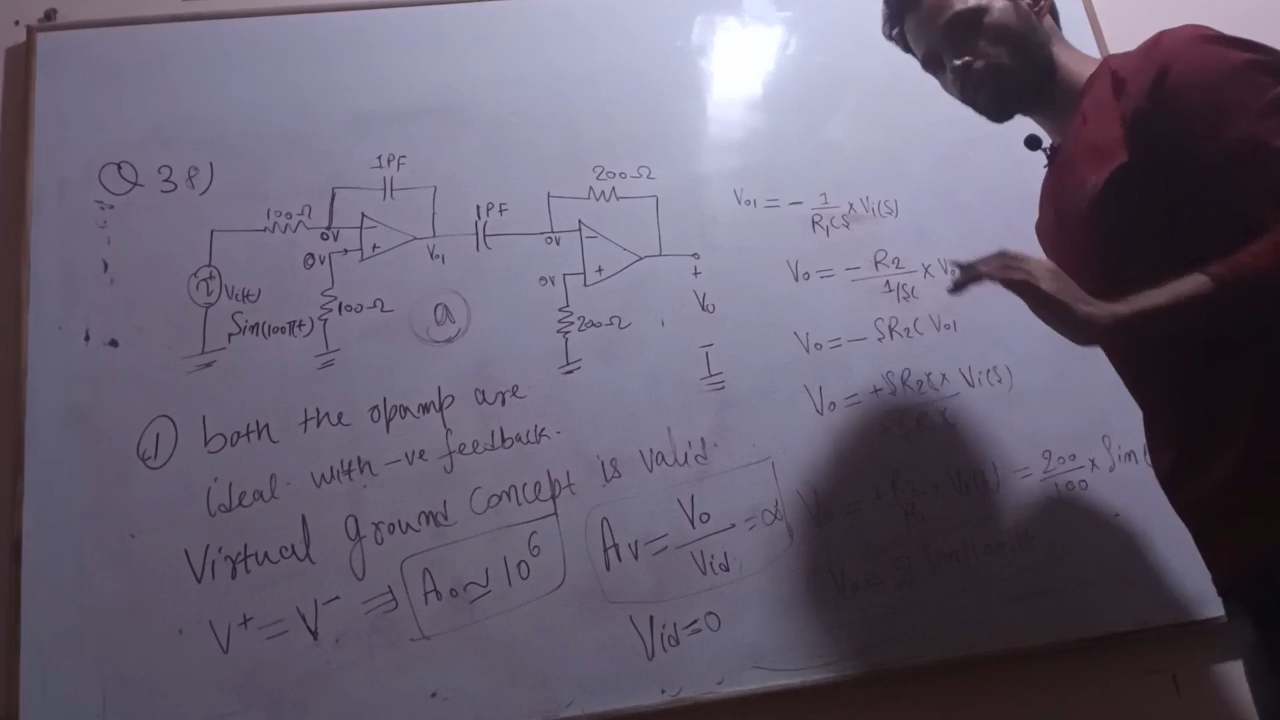 Q 38)
1PF
100Ω
0V
0V
V01
100Ω
Vi(t)
Sin(100πt)
a
1PF
200Ω
0V
0V
200Ω
+
V0
-
V01 = - 1/R1CS × Vi(S)
V0 = - R2/1/SC ×
V0 = - SR2C V01
V0 = + SR2C × Vi(S)
= 200/100 × Sin
① both the opamp are
ideal. with -ve feedback.
Virtual ground concept is valid.
V+ = V- ⇒ A0 ≃ 10^6
Av = V0/Vid = ∝
Vid = 0